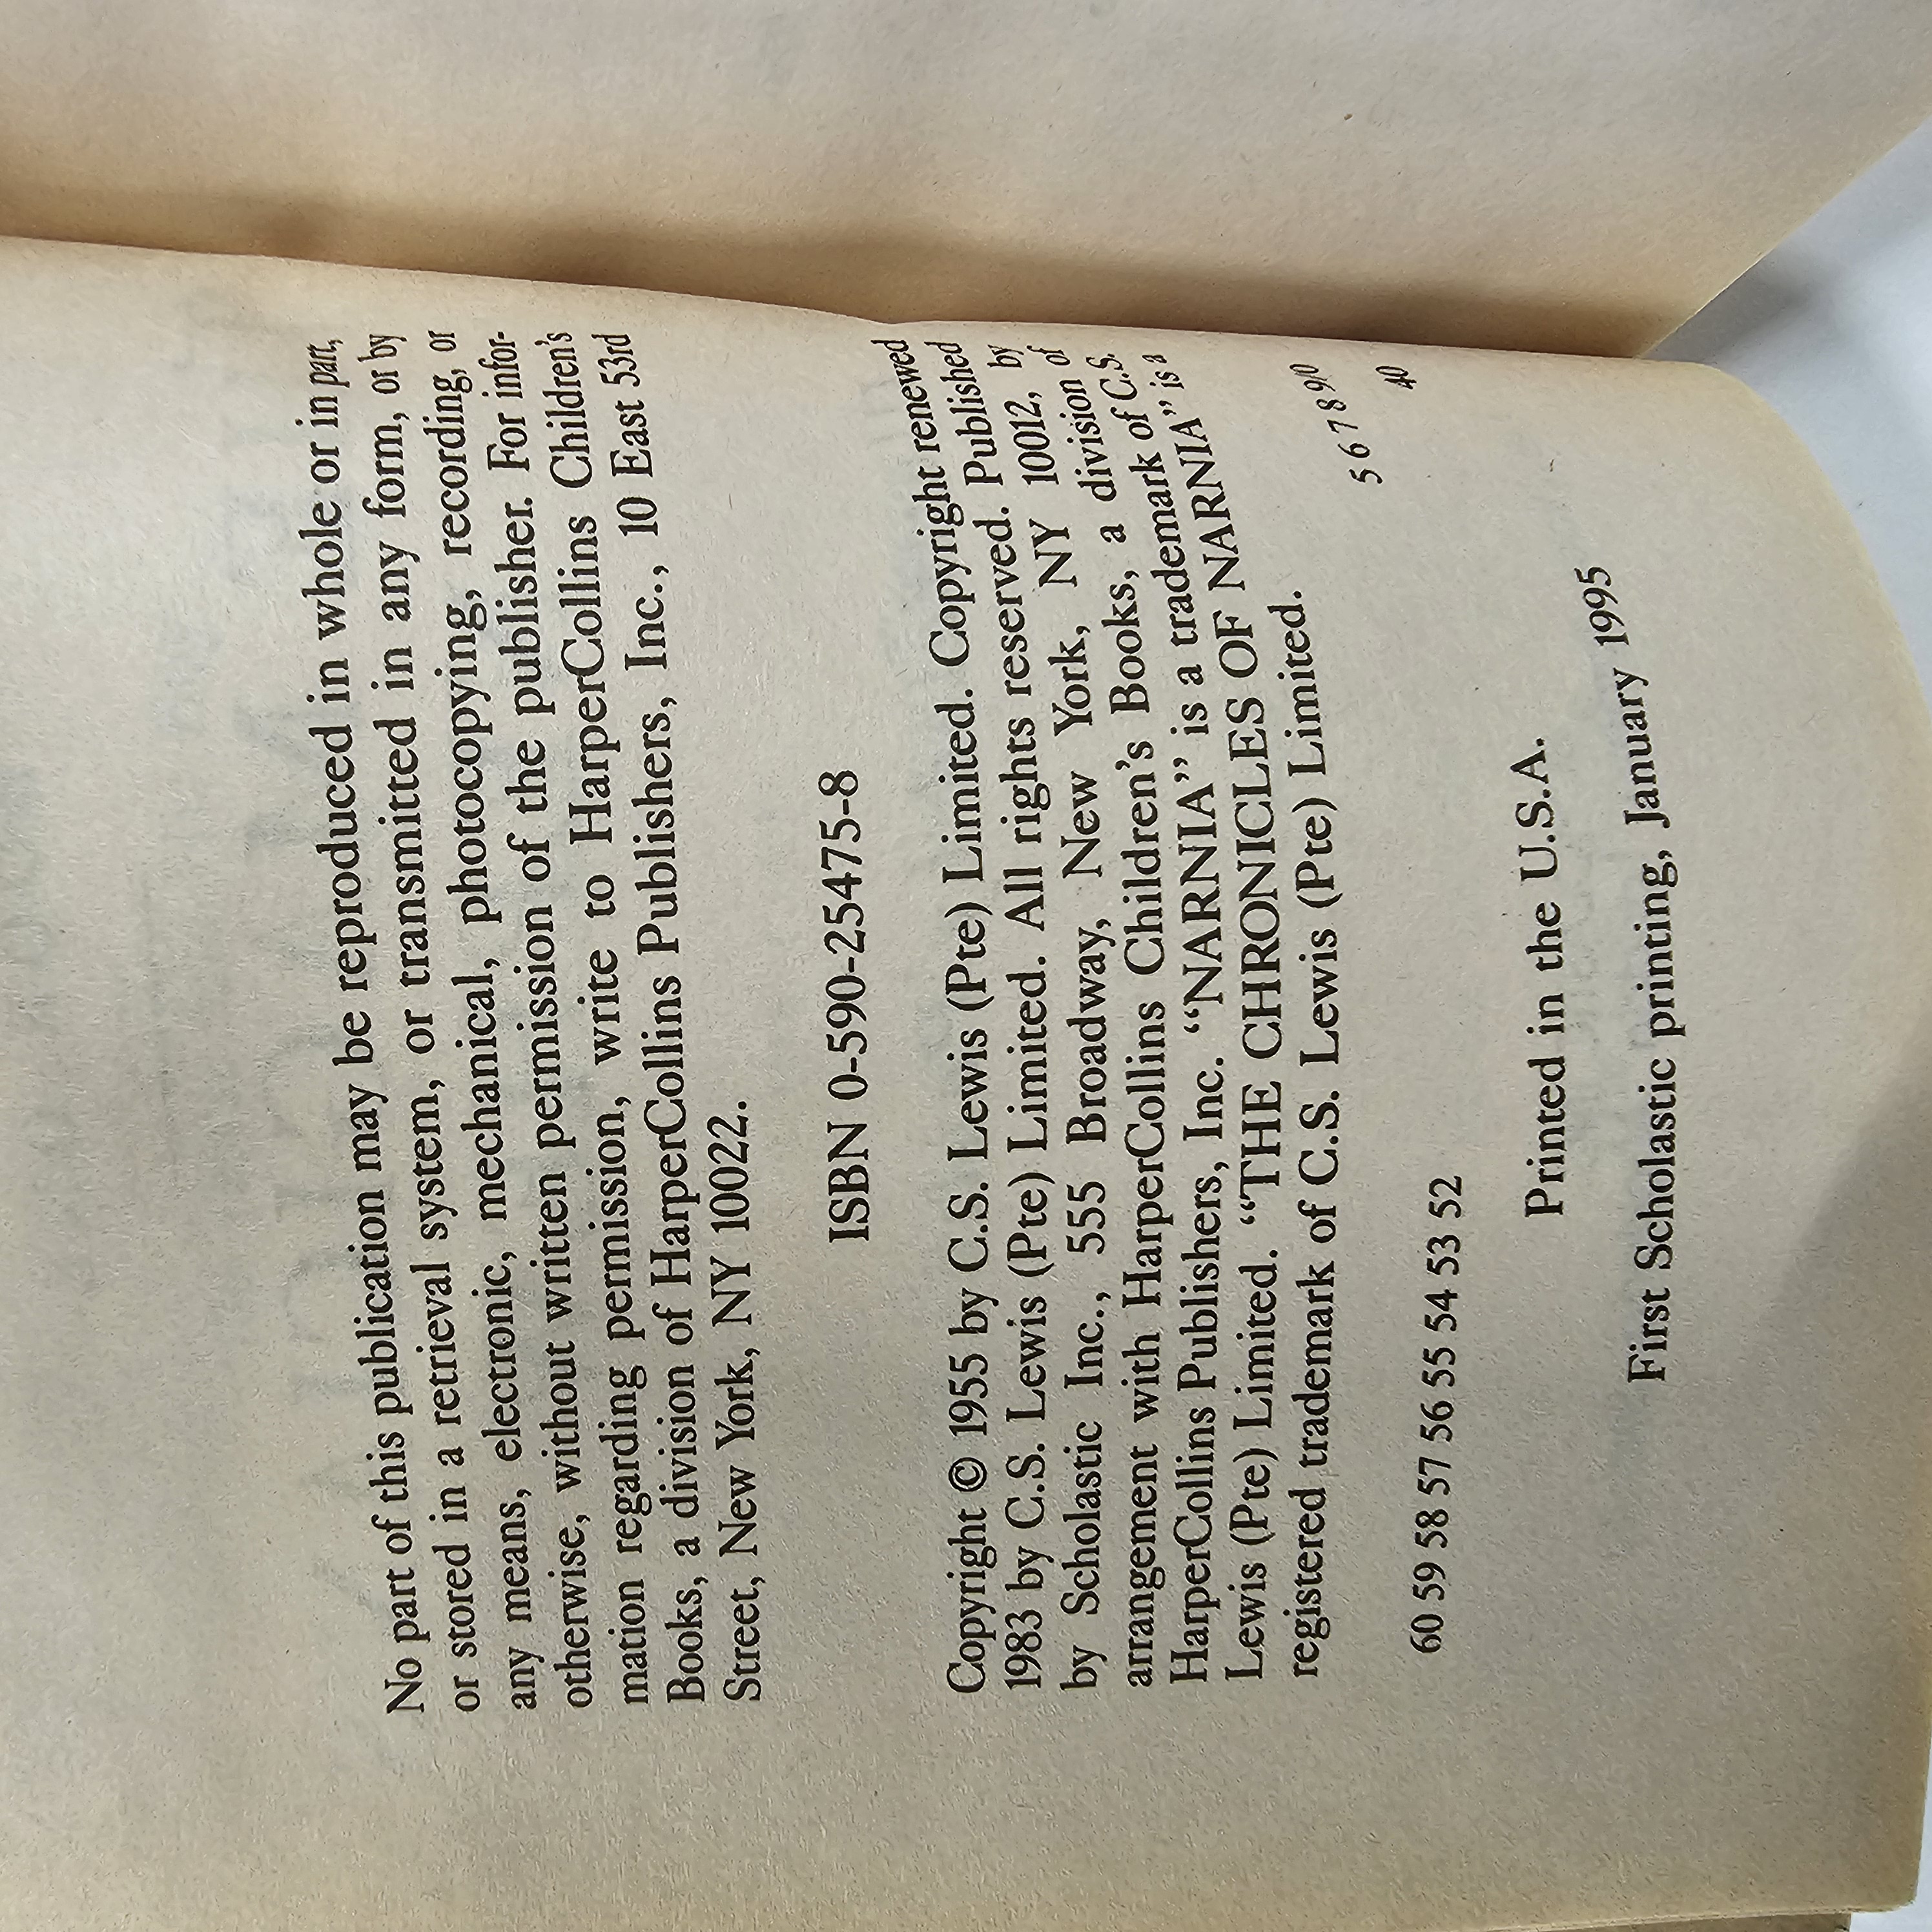 No part of this publication may be reproduced in whole or in part,
or stored in a retrieval system, or transmitted in any form, or by
any means, electronic, mechanical, photocopying, recording, or
otherwise, without written permission of the publisher. For infor-
mation regarding permission, write to HarperCollins Children's
Books, a division of HarperCollins Publishers, Inc., 10 East 53rd
Street, New York, NY 10022.
ISBN 0-590-25475-8
Copyright © 1955 by C.S. Lewis (Pte) Limited. Copyright renewed
1983 by C.S. Lewis (Pte) Limited. All rights reserved. Published
by Scholastic Inc., 555 Broadway, New York, NY 10012, by
arrangement with HarperCollins Children's Books, a division of
HarperCollins Publishers, Inc. “NARNIA” is a trademark of C.S.
Lewis (Pte) Limited. “THE CHRONICLES OF NARNIA” is a
registered trademark of C.S. Lewis (Pte) Limited.
60 59 58 57 56 55 54 53 52 5 6 7 8 9/0
40
Printed in the U.S.A.
First Scholastic printing, January 1995